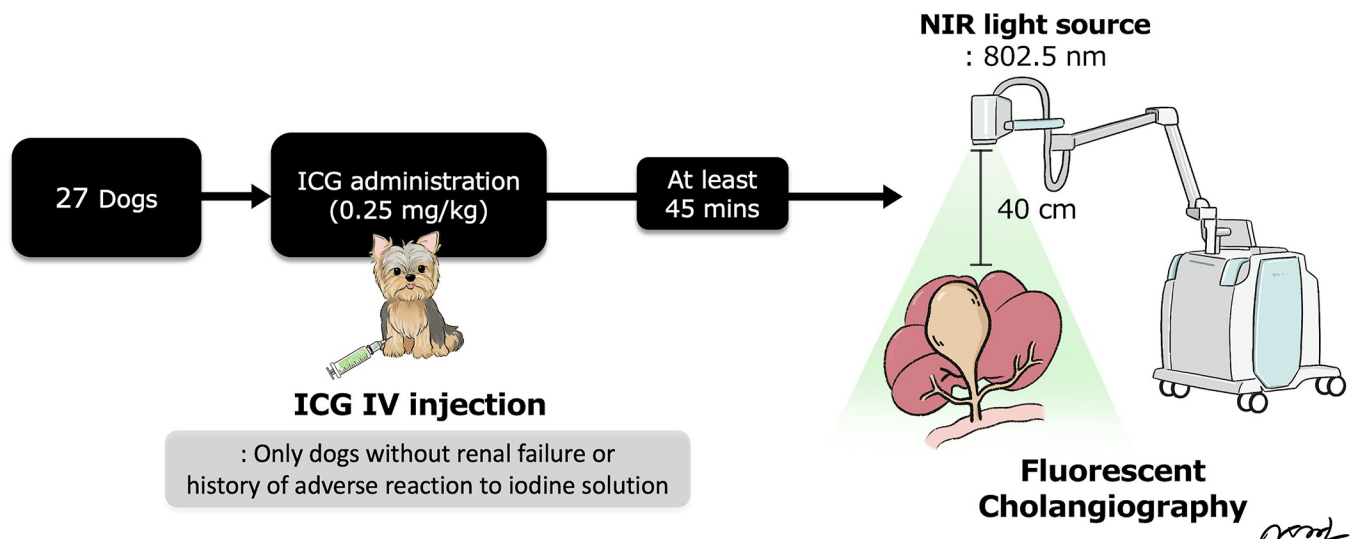 27 Dogs
ICG administration
(0.25 mg/kg)
At least
45 mins
NIR light source
: 802.5 nm
40 cm
ICG IV injection
: Only dogs without renal failure or
history of adverse reaction to iodine solution
Fluorescent
Cholangiography